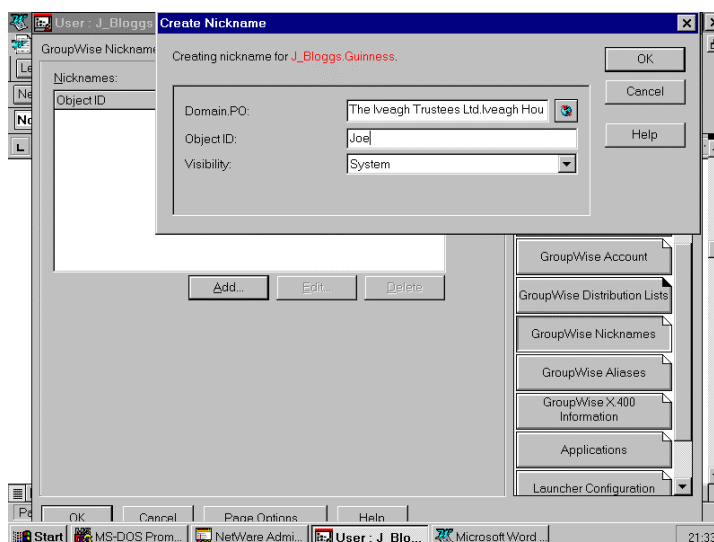 User : J_Bloggs
Create Nickname
GroupWise Nickname
Creating nickname for J_Bloggs.Guinness.
OK
Cancel
Help
Nicknames:
Object ID
Domain.PO:
The Iveagh Trustees Ltd.Iveagh Hou
Object ID:
Joe
Visibility:
System
Add...
Edit...
Delete
GroupWise Account
GroupWise Distribution Lists
GroupWise Nicknames
GroupWise Aliases
GroupWise X.400
Information
Applications
Launcher Configuration
OK
Cancel
Page Options
Help
Start
MS-DOS Prom...
NetWare Admi...
User : J_Blo...
Microsoft Word ...
21:33